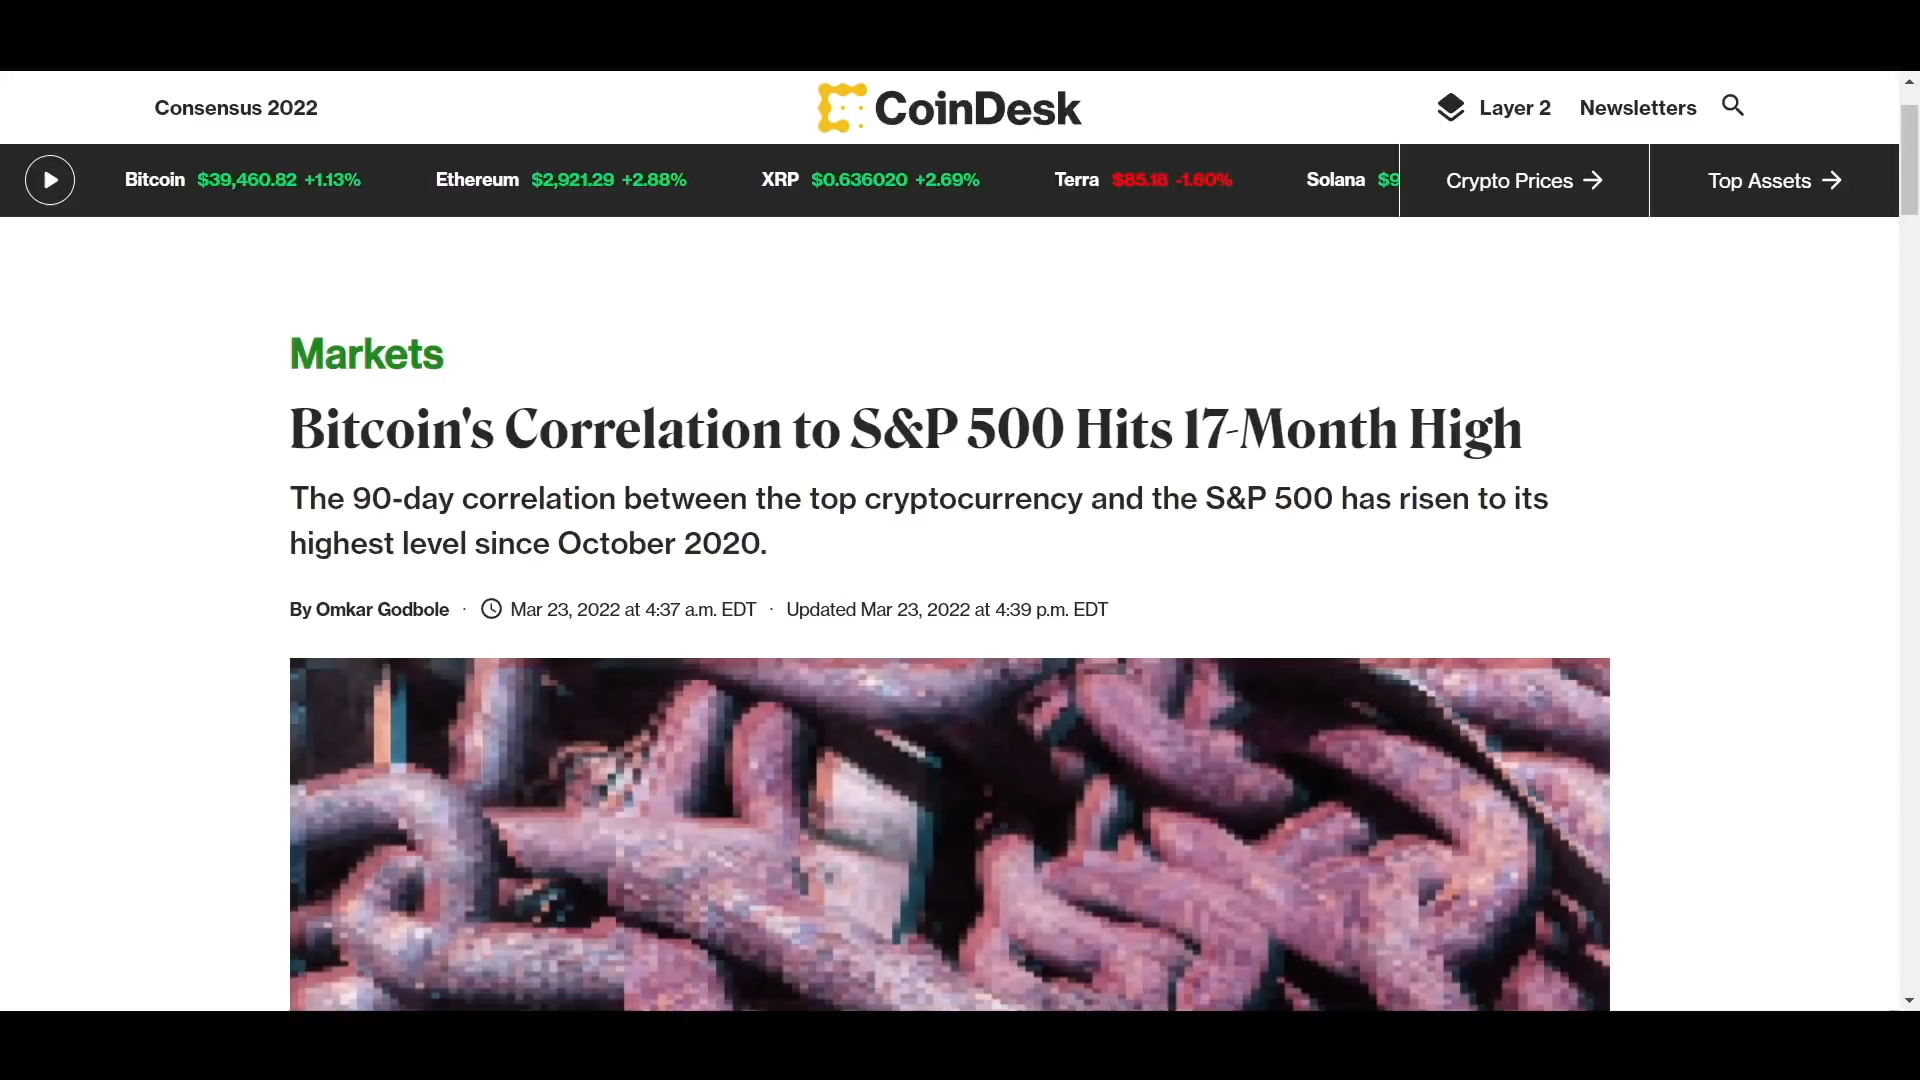 Consensus 2022
CoinDesk
Layer 2
Newsletters
Bitcoin $39,460.82 +1.13%
Ethereum $2,921.29 +2.88%
XRP $0.636020 +2.69%
Terra $85.18 -1.60%
Solana $9
Crypto Prices →
Top Assets →
Markets
Bitcoin's Correlation to S&P 500 Hits 17-Month High
The 90-day correlation between the top cryptocurrency and the S&P 500 has risen to its
highest level since October 2020.
By Omkar Godbole · Mar 23, 2022 at 4:37 a.m. EDT · Updated Mar 23, 2022 at 4:39 p.m. EDT